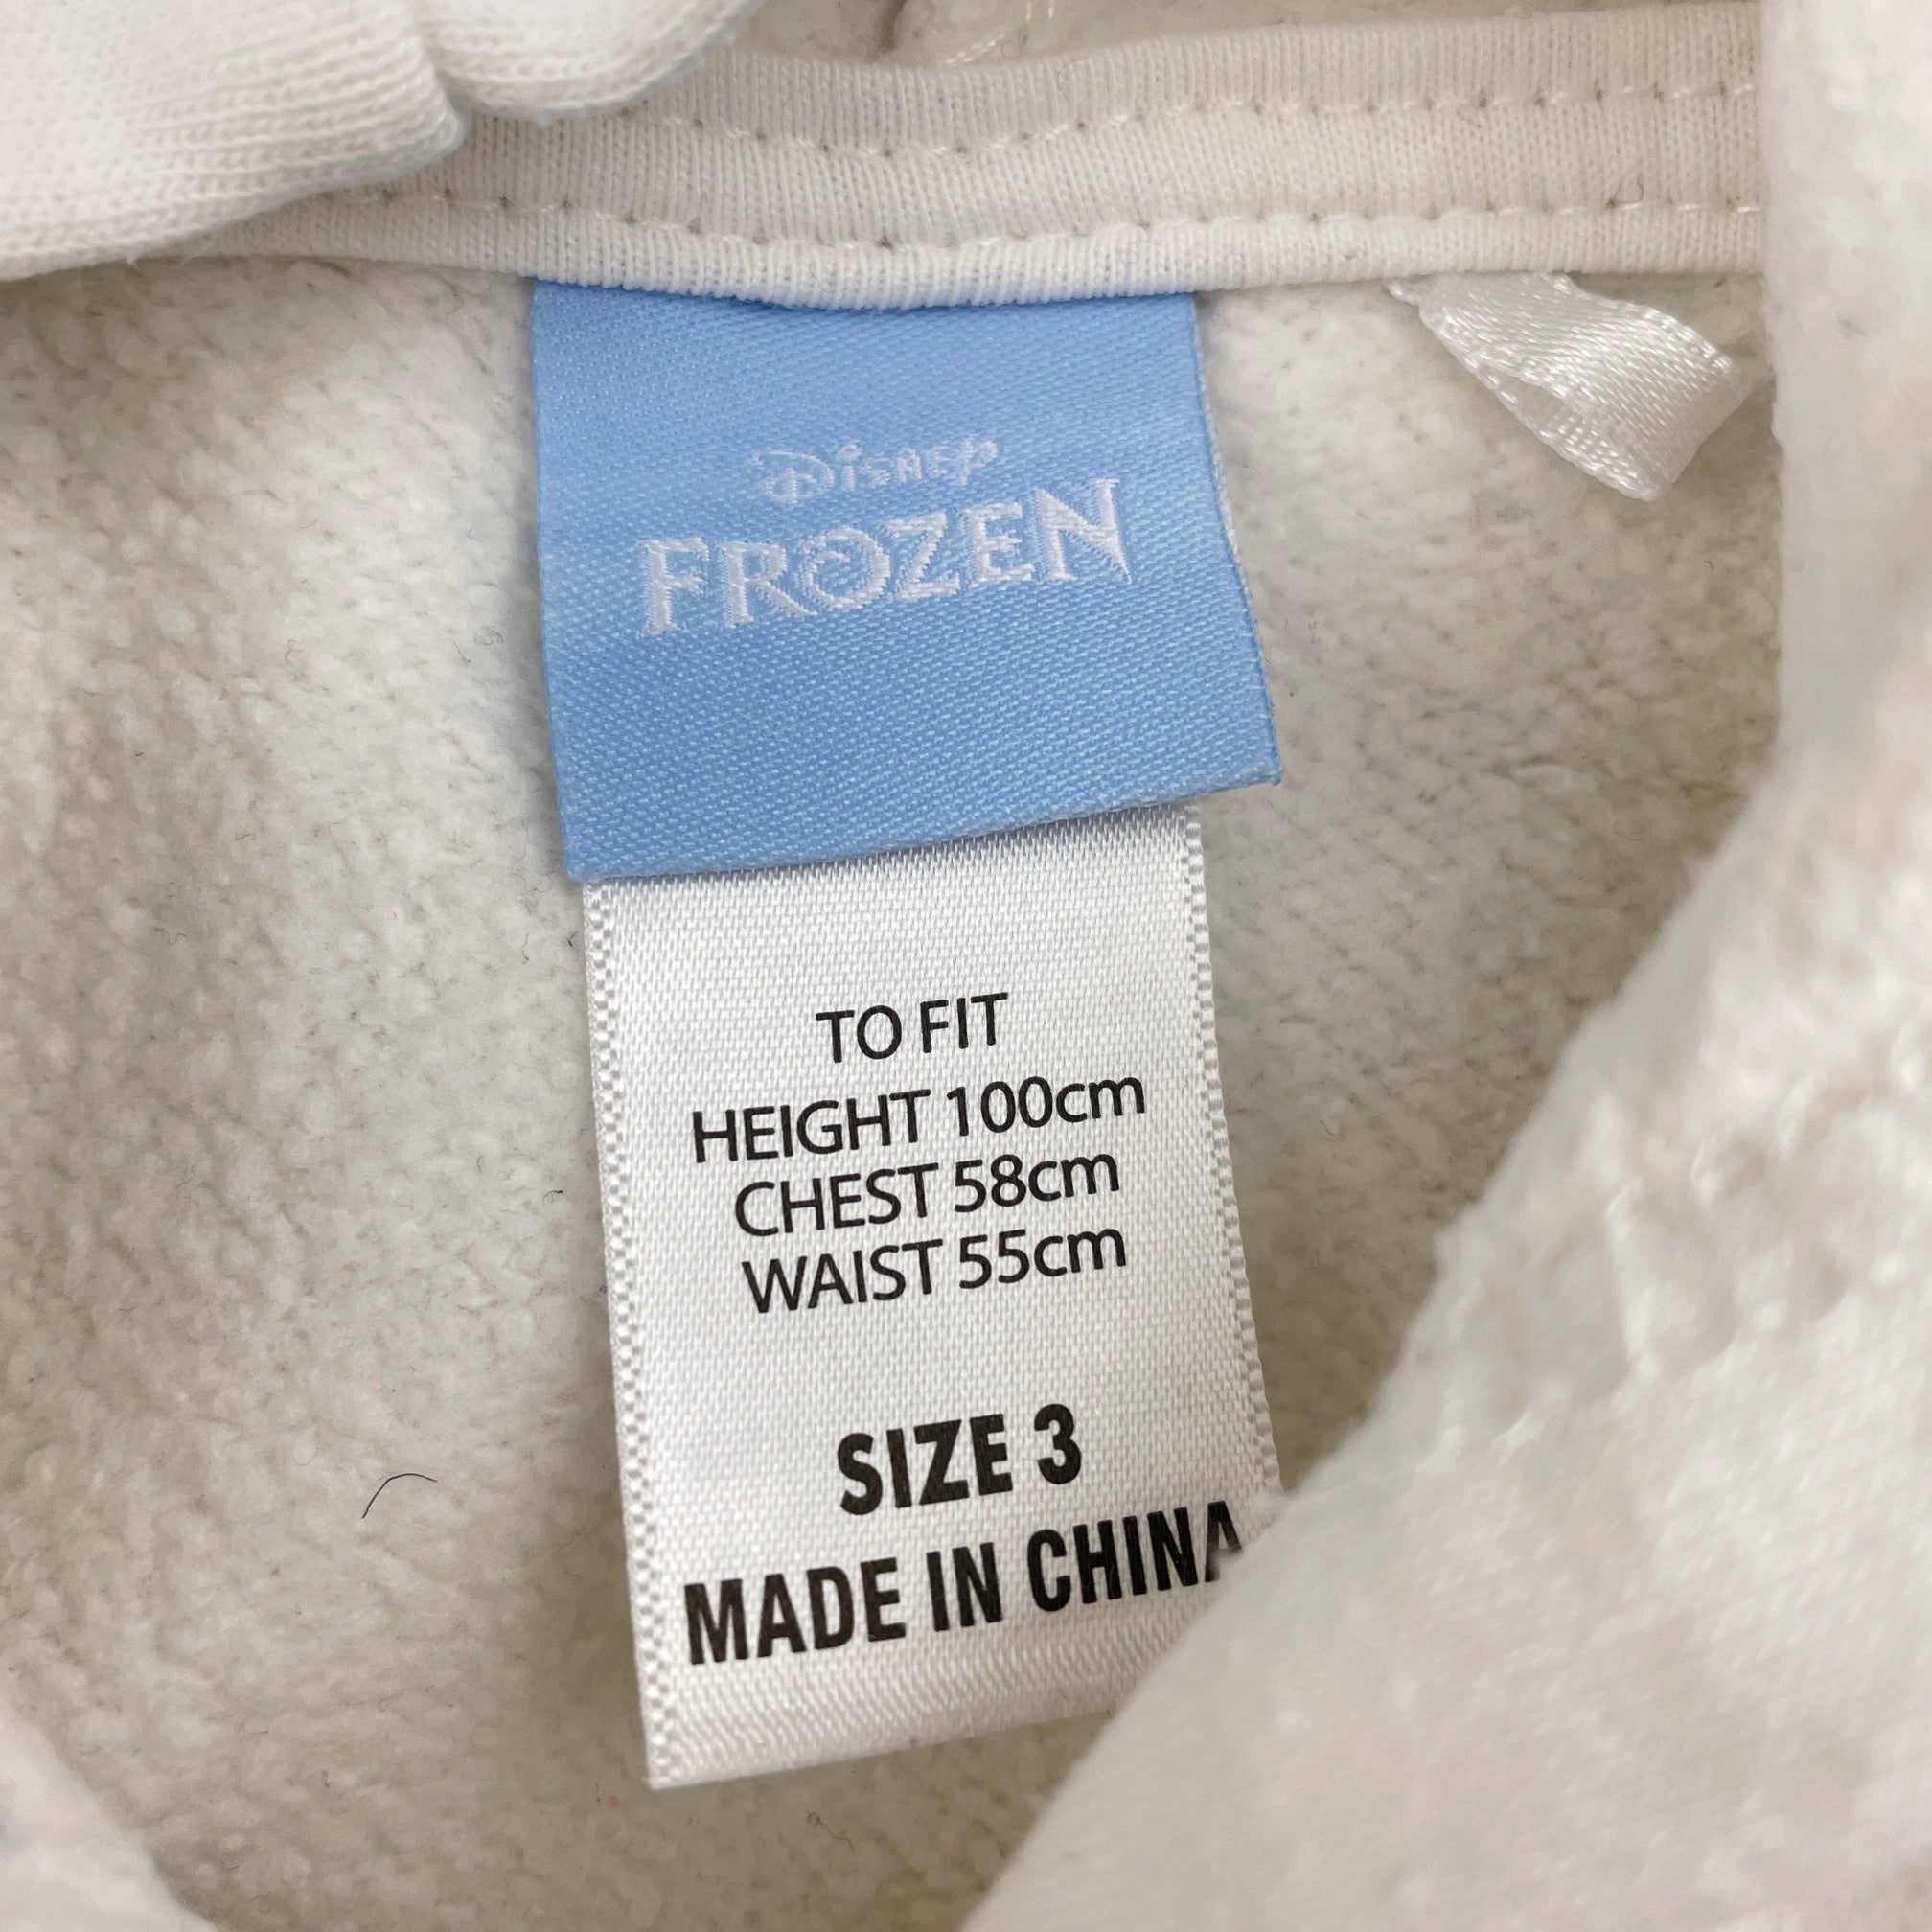 Disney
FROZEN
TO FIT
HEIGHT 100cm
CHEST 58cm
WAIST 55cm
SIZE 3
MADE IN CHINA